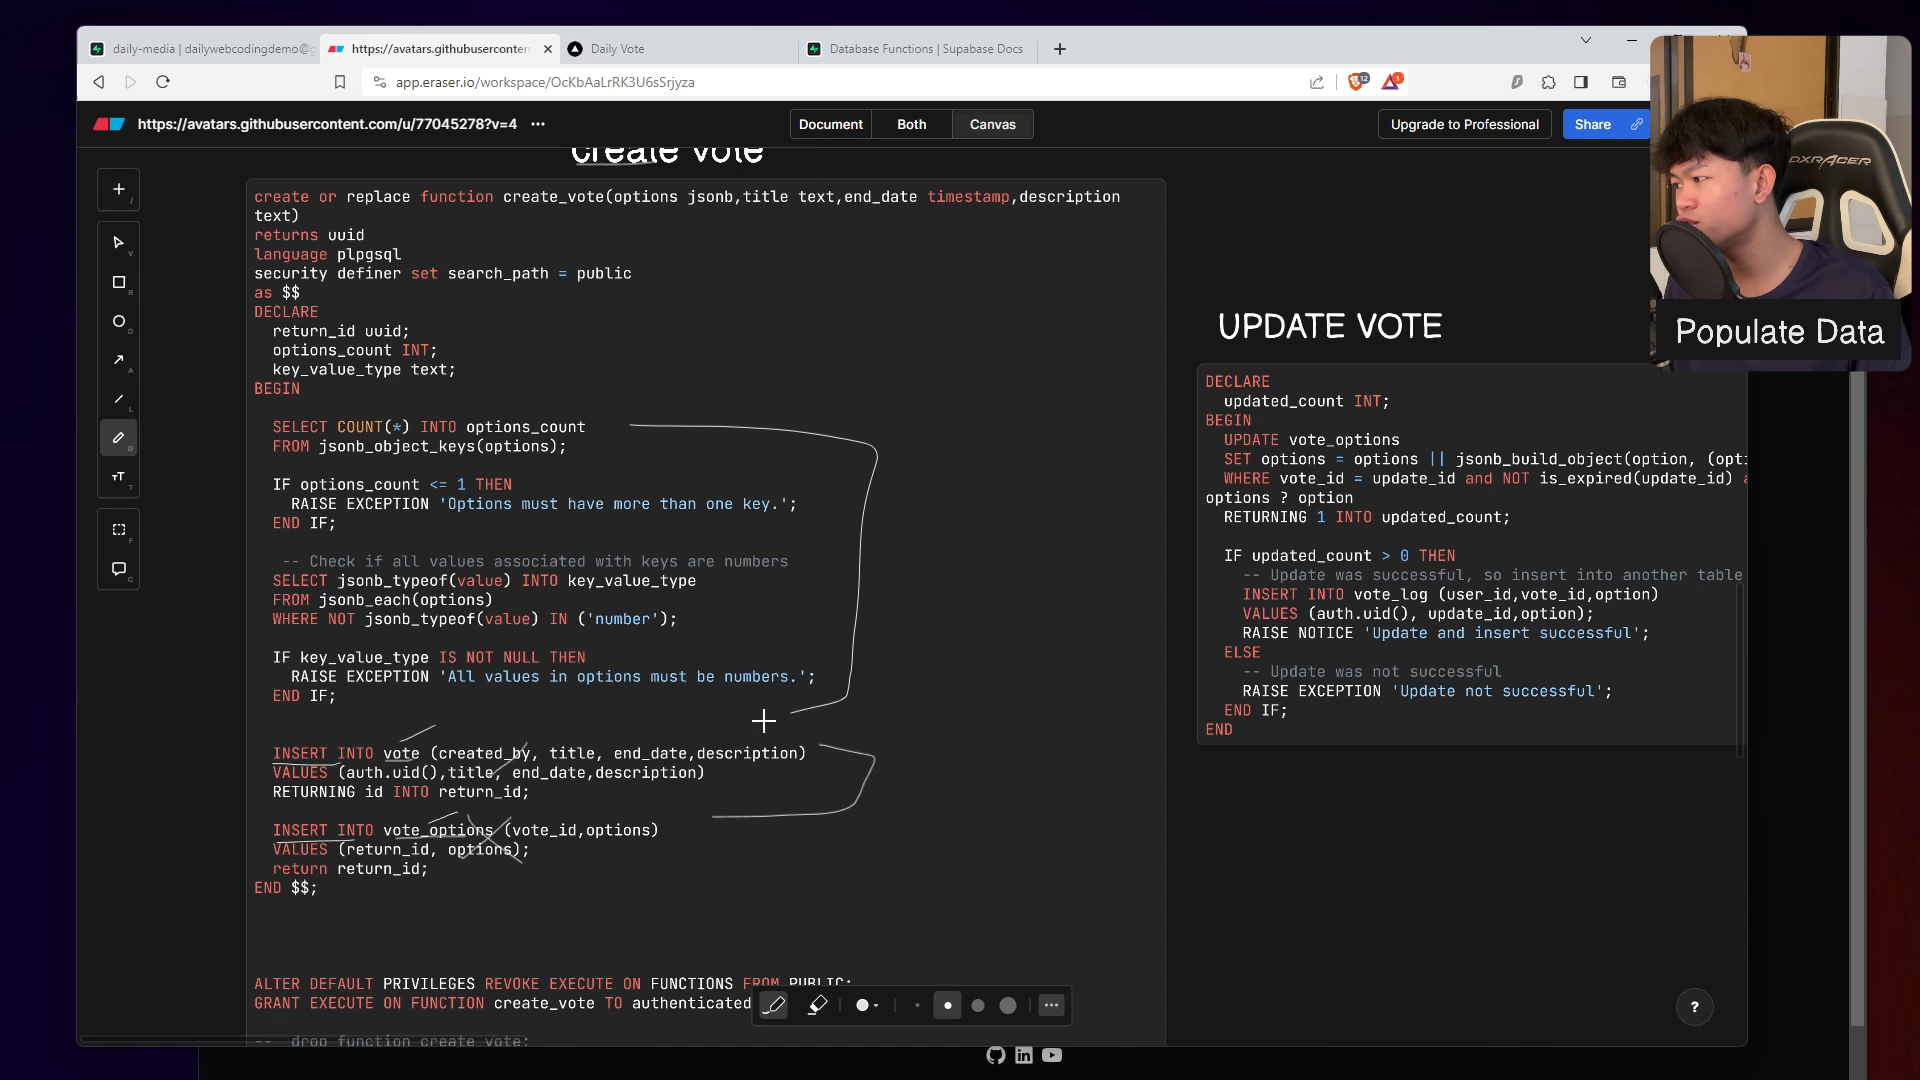 daily-media | dailywebcodingdemo@g
https://avatars.githubusercontent
Daily Vote
Database Functions | Supabase Docs
app.eraser.io/workspace/OcKbAaLrRK3U6sSrjyza
12
1
https://avatars.githubusercontent.com/u/77045278?v=4
Document
Both
Canvas
Upgrade to Professional
Share
create vote
create or replace function create_vote(options jsonb,title text,end_date timestamp,description
text)
returns uuid
language plpgsql
security definer set search_path = public
as $$
DECLARE
return_id uuid;
options_count INT;
key_value_type text;
BEGIN
SELECT COUNT(*) INTO options_count
FROM jsonb_object_keys(options);
IF options_count <= 1 THEN
RAISE EXCEPTION 'Options must have more than one key.';
END IF;
-- Check if all values associated with keys are numbers
SELECT jsonb_typeof(value) INTO key_value_type
FROM jsonb_each(options)
WHERE NOT jsonb_typeof(value) IN ('number');
IF key_value_type IS NOT NULL THEN
RAISE EXCEPTION 'All values in options must be numbers.';
END IF;
INSERT INTO vote (created_by, title, end_date,description)
VALUES (auth.uid(),title, end_date,description)
RETURNING id INTO return_id;
INSERT INTO vote_options (vote_id,options)
VALUES (return_id, options);
return return_id;
END $$;
ALTER DEFAULT PRIVILEGES REVOKE EXECUTE ON FUNCTIONS FROM PUBLIC;
GRANT EXECUTE ON FUNCTION create_vote TO authenticated
-- drop function create_vote;
UPDATE VOTE
DECLARE
updated_count INT;
BEGIN
UPDATE vote_options
SET options = options || jsonb_build_object(option, (opti
WHERE vote_id = update_id and NOT is_expired(update_id) a
options ? option
RETURNING 1 INTO updated_count;
IF updated_count > 0 THEN
-- Update was successful, so insert into another table
INSERT INTO vote_log (user_id,vote_id,option)
VALUES (auth.uid(), update_id,option);
RAISE NOTICE 'Update and insert successful';
ELSE
-- Update was not successful
RAISE EXCEPTION 'Update not successful';
END IF;
END
DXRACER
Populate Data
?